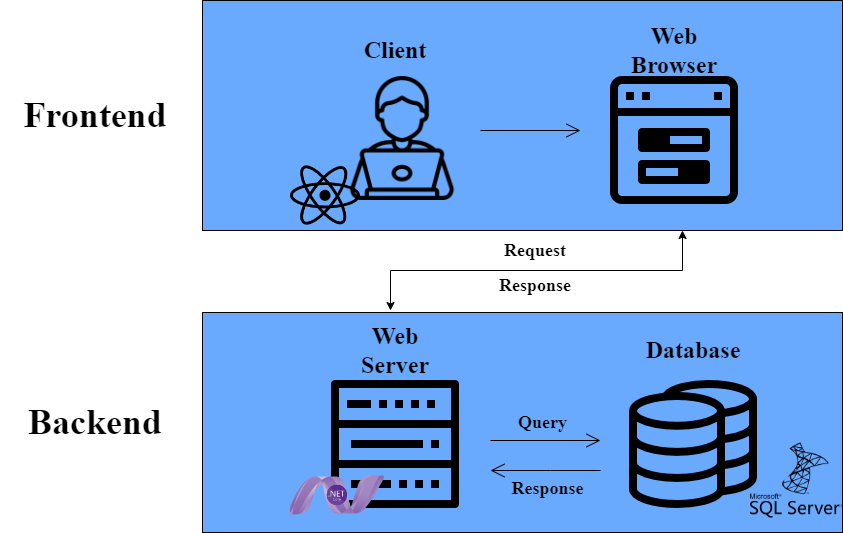 Frontend
Client
Web
Browser
Request
Response
Backend
Web
Server
Database
Query
Response
.NET
Microsoft®
SQL Server